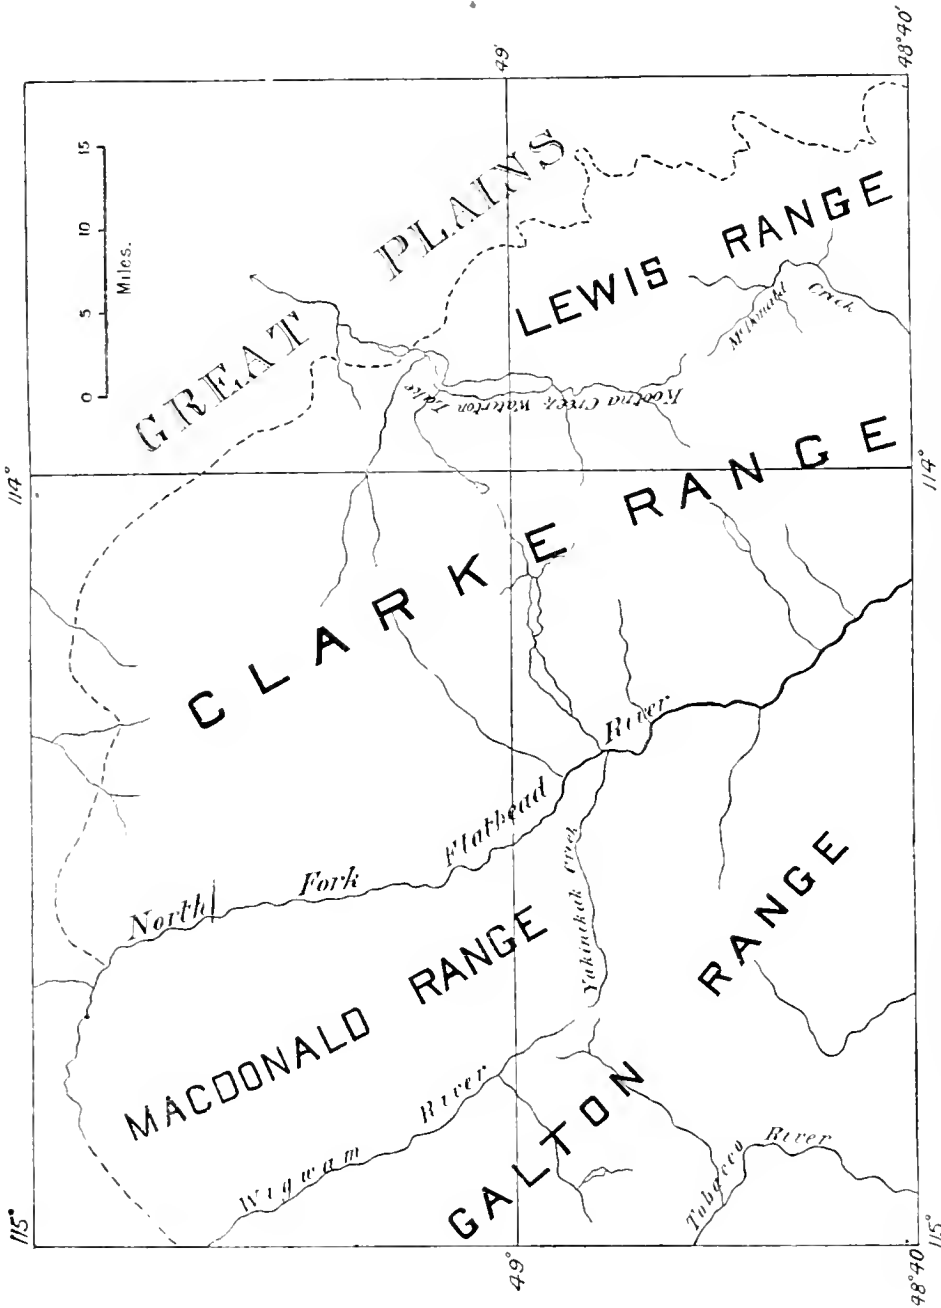 115°
114°
GREAT PLAINS
0 5 10 15
Miles.
49°
49'
48°40'
48°40'
115°
114°
CLARKE RANGE
LEWIS RANGE
MACDONALD RANGE
GALTON RANGE
North Fork Flathead River
Wigwam River
Yakinikak Creek
Tobacco River
Waterton Lake
Kootna Creek
McDonald Creek